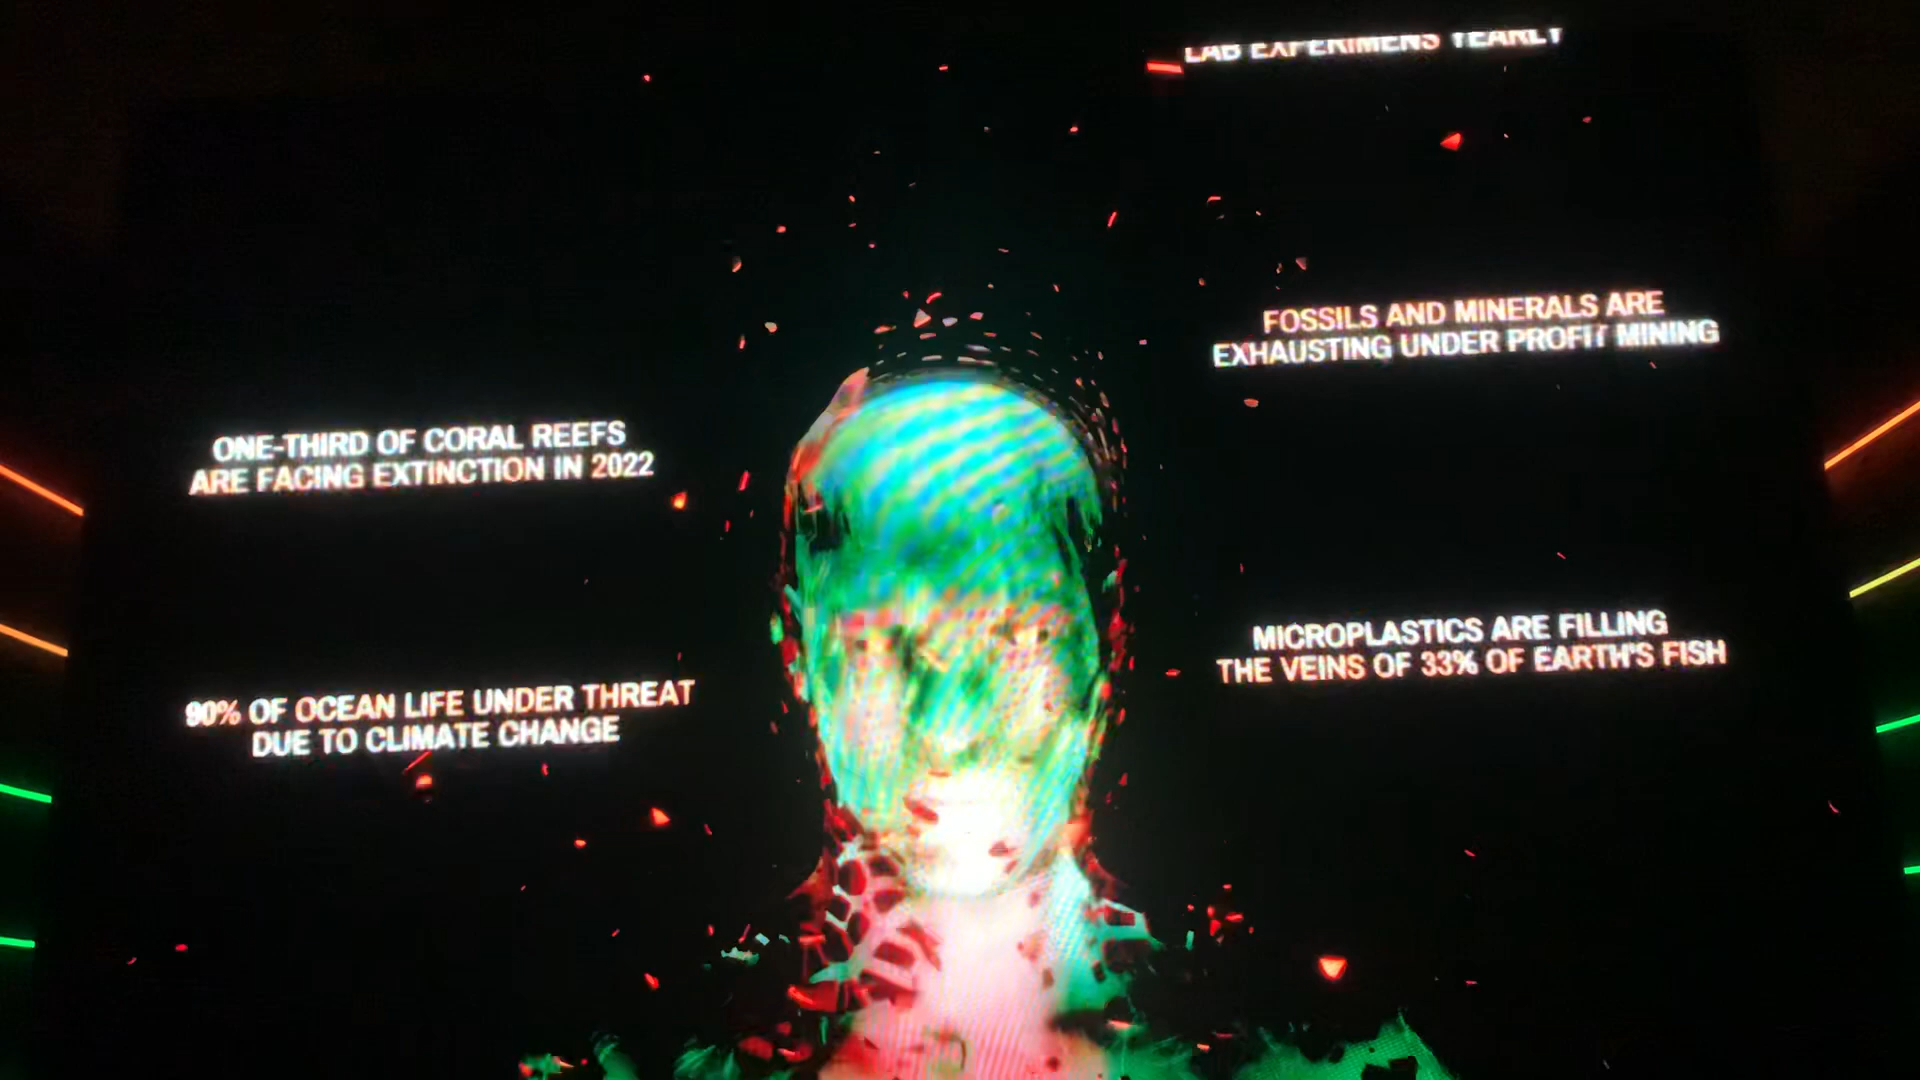 LAB EXPERIMENS YEARLY
FOSSILS AND MINERALS ARE
EXHAUSTING UNDER PROFIT MINING
ONE-THIRD OF CORAL REEFS
ARE FACING EXTINCTION IN 2022
MICROPLASTICS ARE FILLING
THE VEINS OF 33% OF EARTH'S FISH
90% OF OCEAN LIFE UNDER THREAT
DUE TO CLIMATE CHANGE